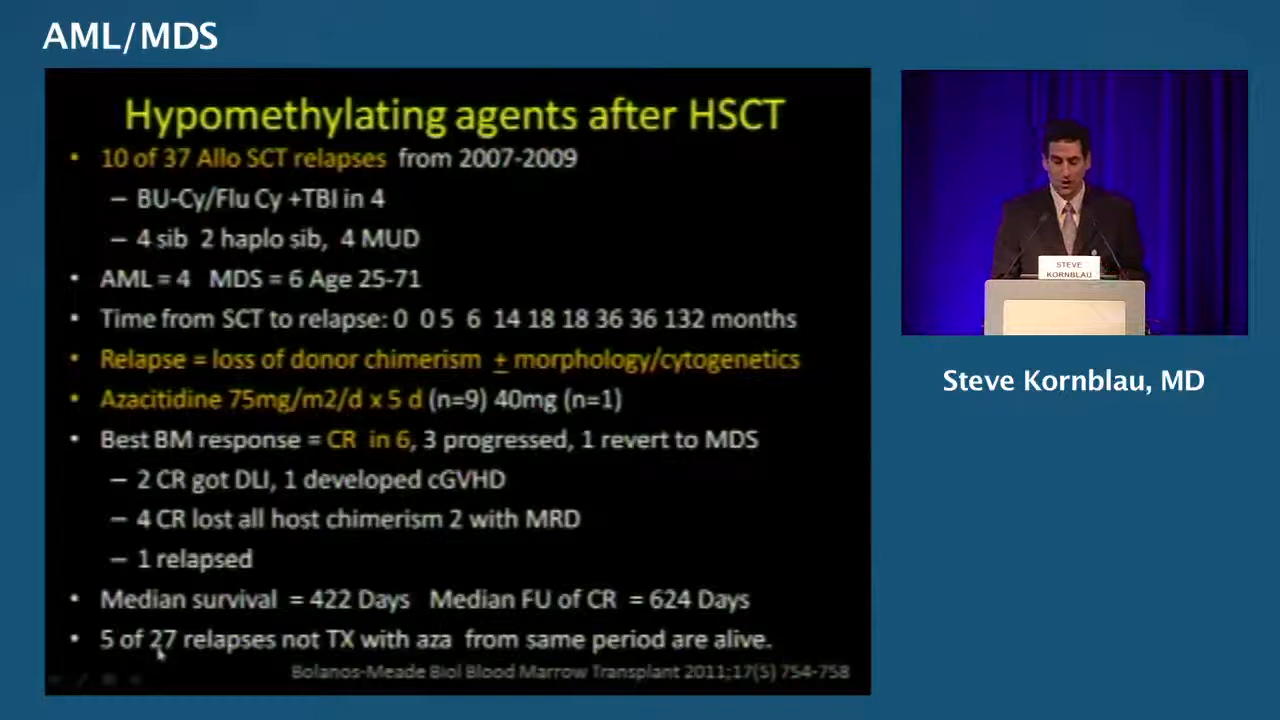 AML/MDS
Hypomethylating agents after HSCT
• 10 of 37 Allo SCT relapses from 2007-2009
– BU-Cy/Flu Cy +TBI in 4
– 4 sib 2 haplo sib, 4 MUD
• AML = 4 MDS = 6 Age 25-71
• Time from SCT to relapse: 0 0 5 6 14 18 18 36 36 132 months
• Relapse = loss of donor chimerism ± morphology/cytogenetics
• Azacitidine 75mg/m2/d x 5 d (n=9) 40mg (n=1)
• Best BM response = CR in 6, 3 progressed, 1 revert to MDS
– 2 CR got DLI, 1 developed cGVHD
– 4 CR lost all host chimerism 2 with MRD
– 1 relapsed
• Median survival = 422 Days Median FU of CR = 624 Days
• 5 of 27 relapses not TX with aza from same period are alive.
Bolanos-Meade Biol Blood Marrow Transplant 2011;17(5) 754-758
STEVE
KORNBLAU
Steve Kornblau, MD